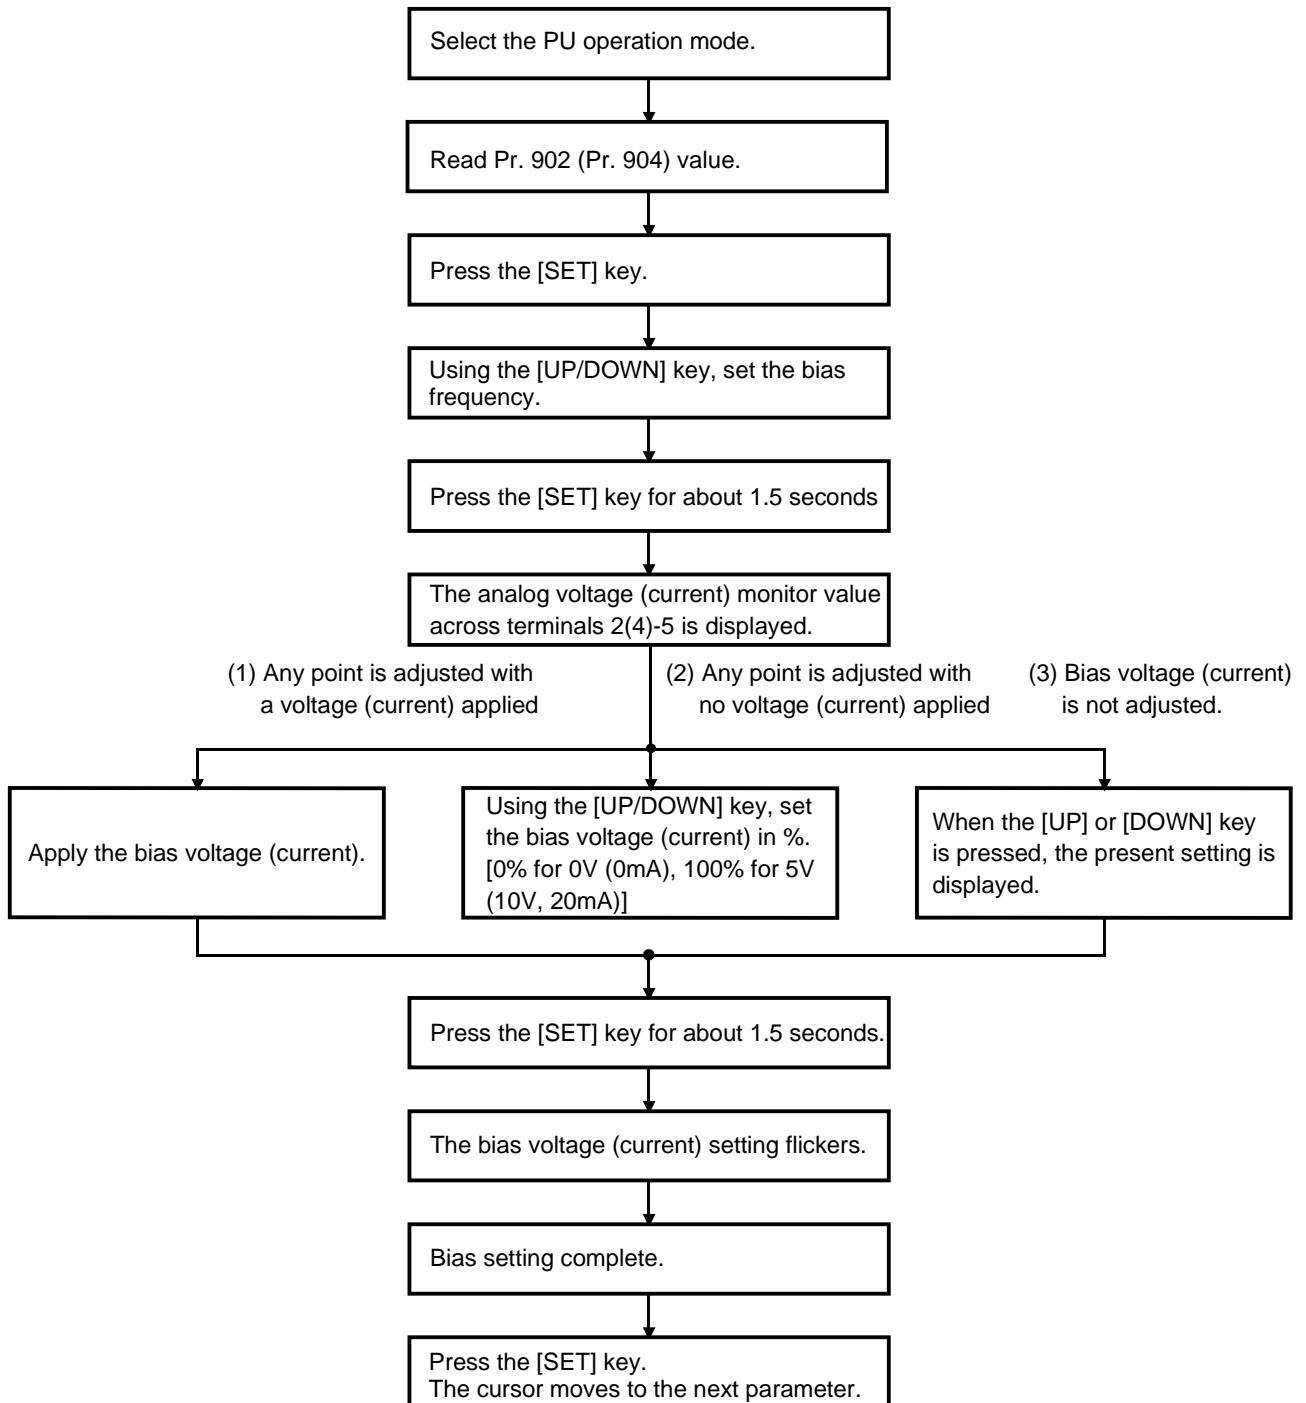 Select the PU operation mode.
Read Pr. 902 (Pr. 904) value.
Press the [SET] key.
Using the [UP/DOWN] key, set the bias
frequency.
Press the [SET] key for about 1.5 seconds
The analog voltage (current) monitor value
across terminals 2(4)-5 is displayed.
(1) Any point is adjusted with
a voltage (current) applied
(2) Any point is adjusted with
no voltage (current) applied
(3) Bias voltage (current)
is not adjusted.
Apply the bias voltage (current).
Using the [UP/DOWN] key, set
the bias voltage (current) in %.
[0% for 0V (0mA), 100% for 5V
(10V, 20mA)]
When the [UP] or [DOWN] key
is pressed, the present setting is
displayed.
Press the [SET] key for about 1.5 seconds.
The bias voltage (current) setting flickers.
Bias setting complete.
Press the [SET] key.
The cursor moves to the next parameter.